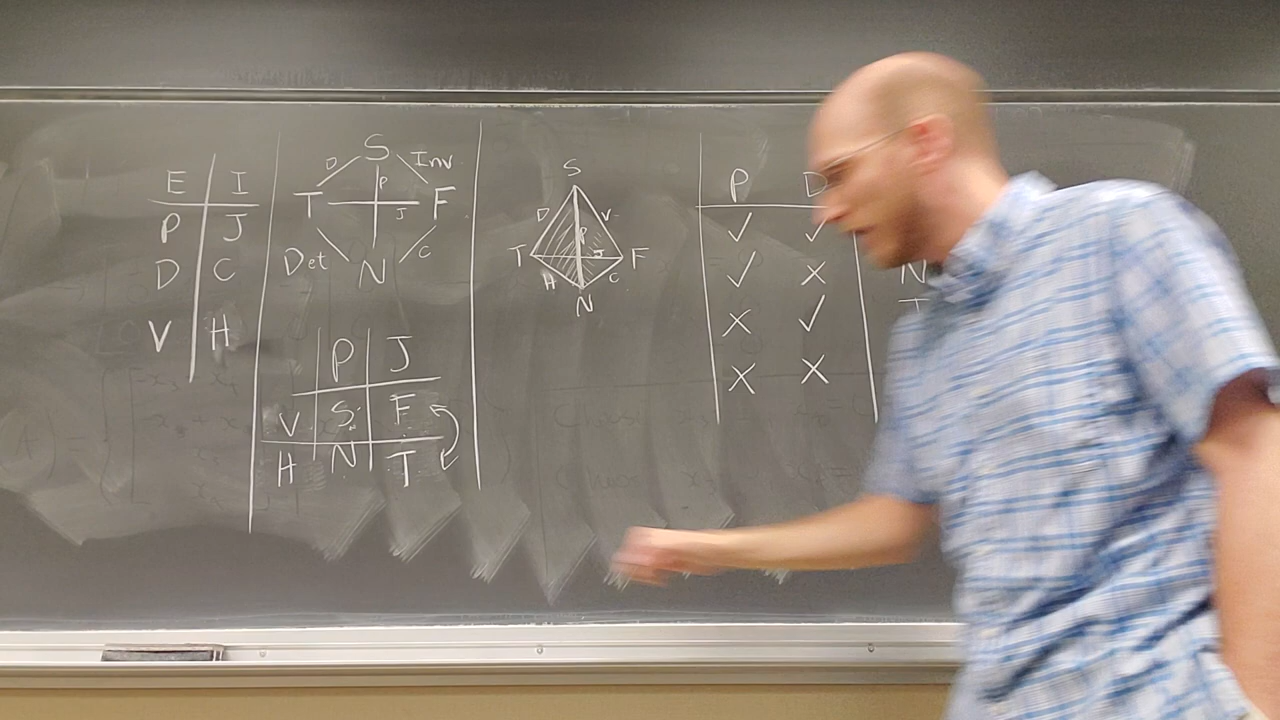 E I
P J
D C
V H
S
D Inv
P
T F
J
Det C
N
P J
V S F
H N T
S
D V
P
T J F
H C
N
P D
✓ ✓
✓ X N
X ✓ T
X X